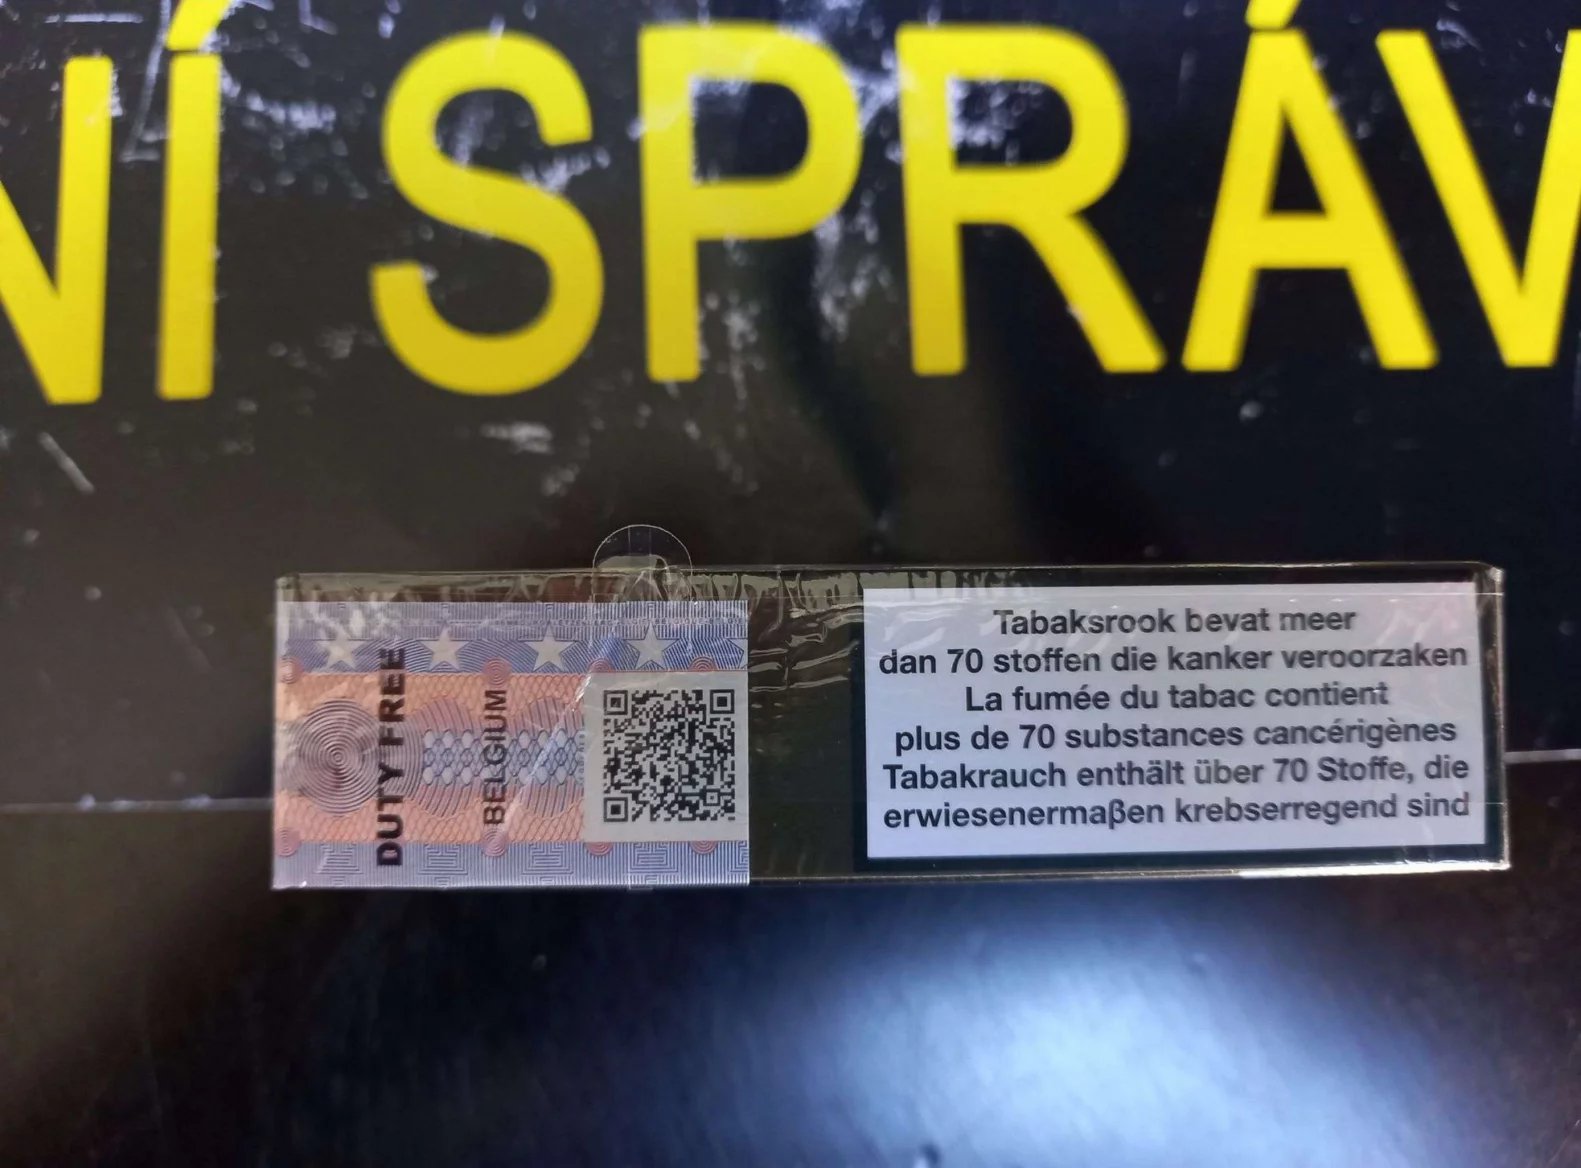 NÍ SPRÁV
DUTY FREE
BELGIUM
Tabaksrook bevat meer
dan 70 stoffen die kanker veroorzaken
La fumée du tabac contient
plus de 70 substances cancérigènes
Tabakrauch enthält über 70 Stoffe, die
erwiesenermaβen krebserregend sind